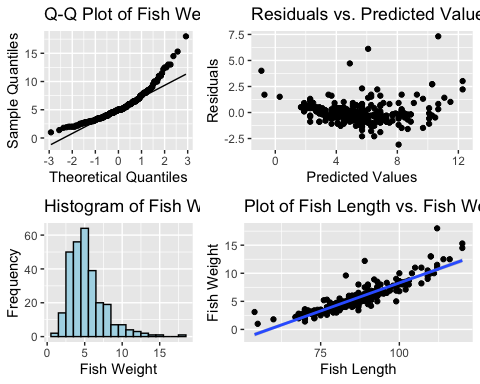 Q-Q Plot of Fish We
Sample Quantiles
15
10
5
0
-3 -2 -1 0 1 2 3
Theoretical Quantiles
Residuals vs. Predicted Value
Residuals
7.5
5.0
2.5
0.0
-2.5
0 4 8 12
Predicted Values
Histogram of Fish W
Frequency
60
40
20
0
0 5 10 15
Fish Weight
Plot of Fish Length vs. Fish We
Fish Weight
15
10
5
0
75 100
Fish Length